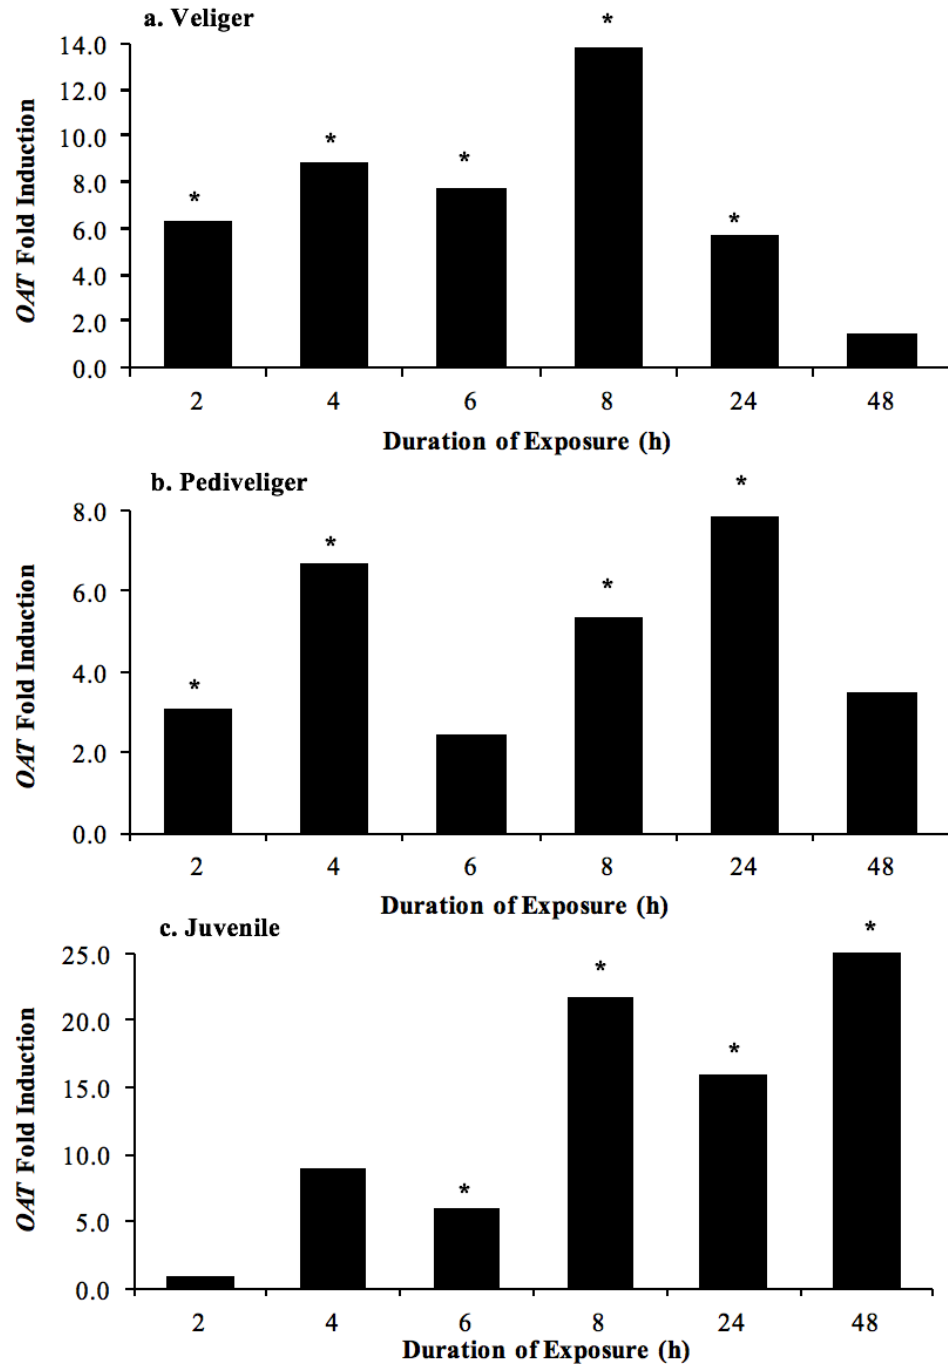 a. Veliger
*
14.0
12.0
10.0
8.0
6.0
4.0
2.0
0.0
OAT Fold Induction
* * * *
2 4 6 8 24 48
Duration of Exposure (h)
b. Pediveliger
*
8.0
6.0
4.0
2.0
0.0
OAT Fold Induction
* * *
2 4 6 8 24 48
Duration of Exposure (h)
c. Juvenile
*
25.0
20.0
15.0
10.0
5.0
0.0
OAT Fold Induction
* * *
2 4 6 8 24 48
Duration of Exposure (h)